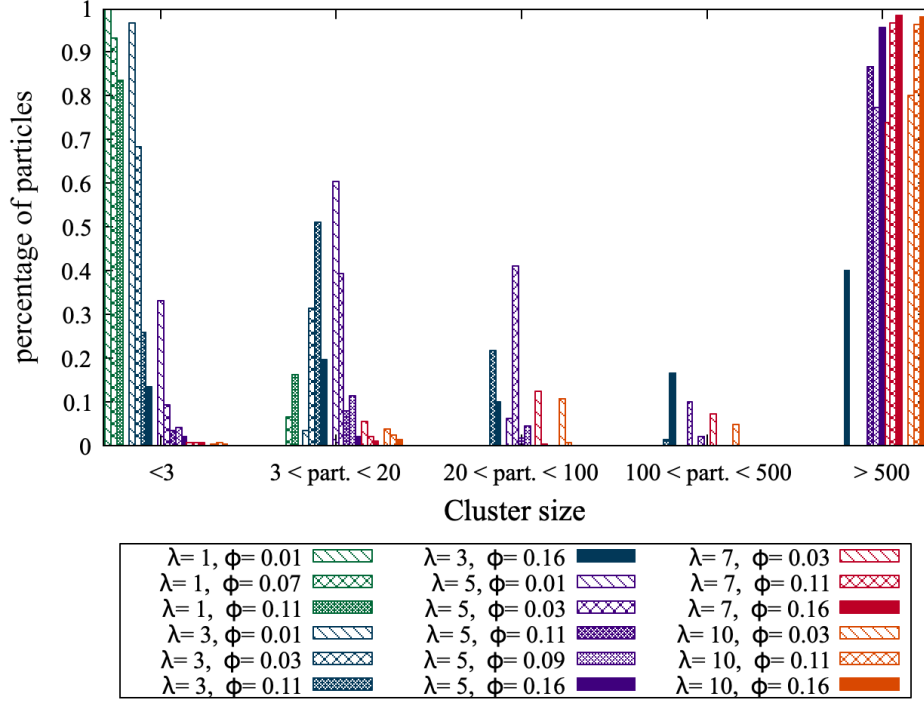 percentage of particles
1
0.9
0.8
0.7
0.6
0.5
0.4
0.3
0.2
0.1
0
<3
3 < part. < 20
20 < part. < 100
100 < part. < 500
> 500
Cluster size
λ= 1, ϕ= 0.01
λ= 1, ϕ= 0.07
λ= 1, ϕ= 0.11
λ= 3, ϕ= 0.01
λ= 3, ϕ= 0.03
λ= 3, ϕ= 0.11
λ= 3, ϕ= 0.16
λ= 5, ϕ= 0.01
λ= 5, ϕ= 0.03
λ= 5, ϕ= 0.11
λ= 5, ϕ= 0.09
λ= 5, ϕ= 0.16
λ= 7, ϕ= 0.03
λ= 7, ϕ= 0.11
λ= 7, ϕ= 0.16
λ= 10, ϕ= 0.03
λ= 10, ϕ= 0.11
λ= 10, ϕ= 0.16